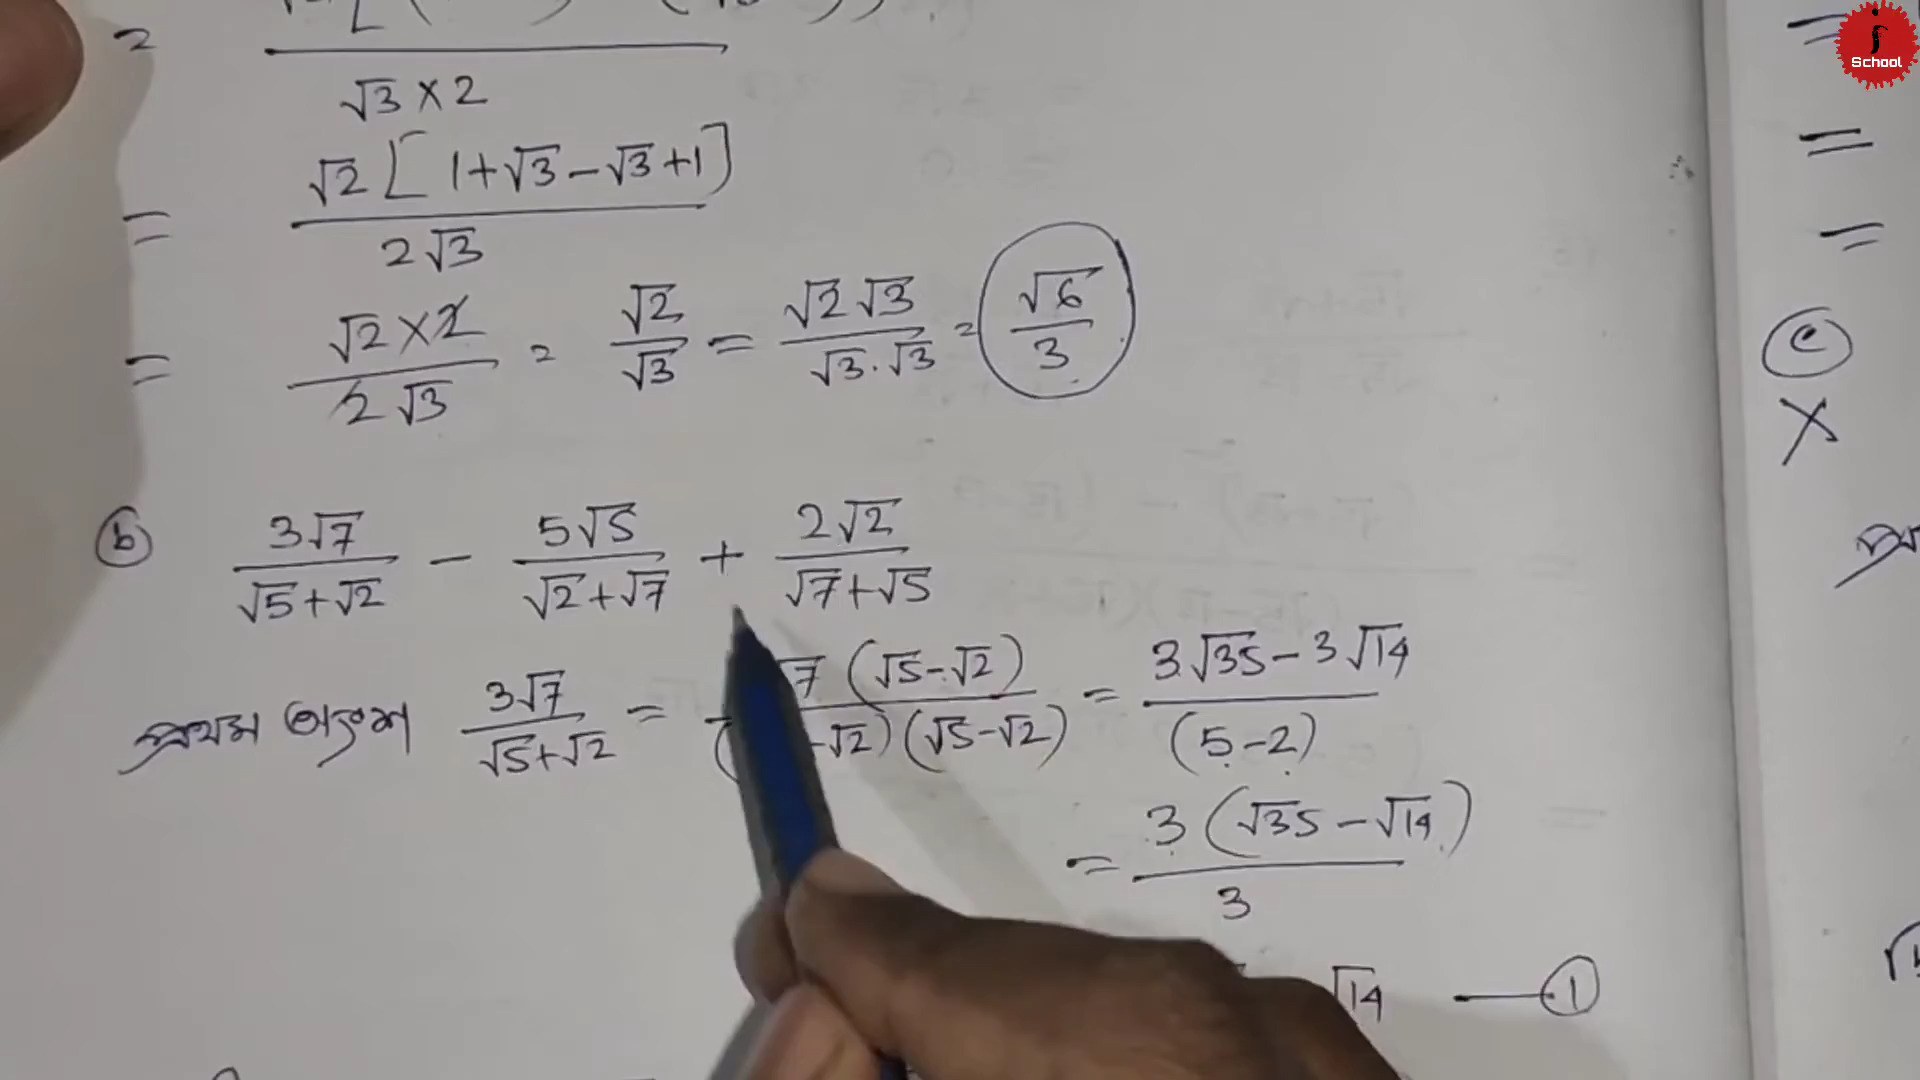 √3 × 2
= √2 [ 1+√3 - √3 +1 ] / 2√3
= √2 × 2 / 2√3 = √2 / √3 = √2 √3 / √3 . √3 = √6 / 3
(b) 3√7 / √5+√2 - 5√5 / √2+√7 + 2√2 / √7+√5
প্রথম অংশ 3√7 / √5+√2 = √7 (√5-√2) / √2) (√5-√2) = 3√35 - 3√14 / (5-2)
= 3 (√35 - √14) / 3
√14 — (1)
(c)
×
School